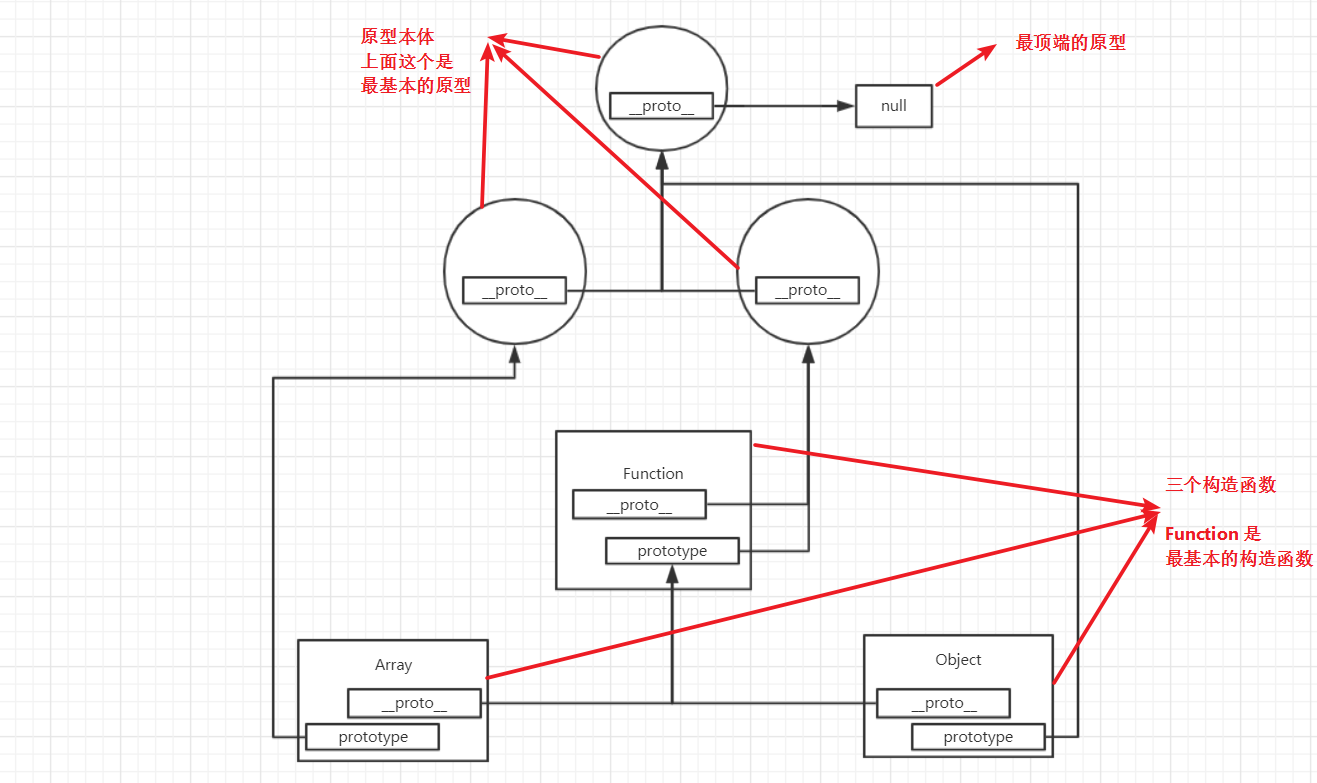 原型本体
上面这个是
最基本的原型
最顶端的原型
__proto__
null
__proto__
__proto__
Function
__proto__
prototype
三个构造函数
Function 是
最基本的构造函数
Array
__proto__
prototype
Object
__proto__
prototype